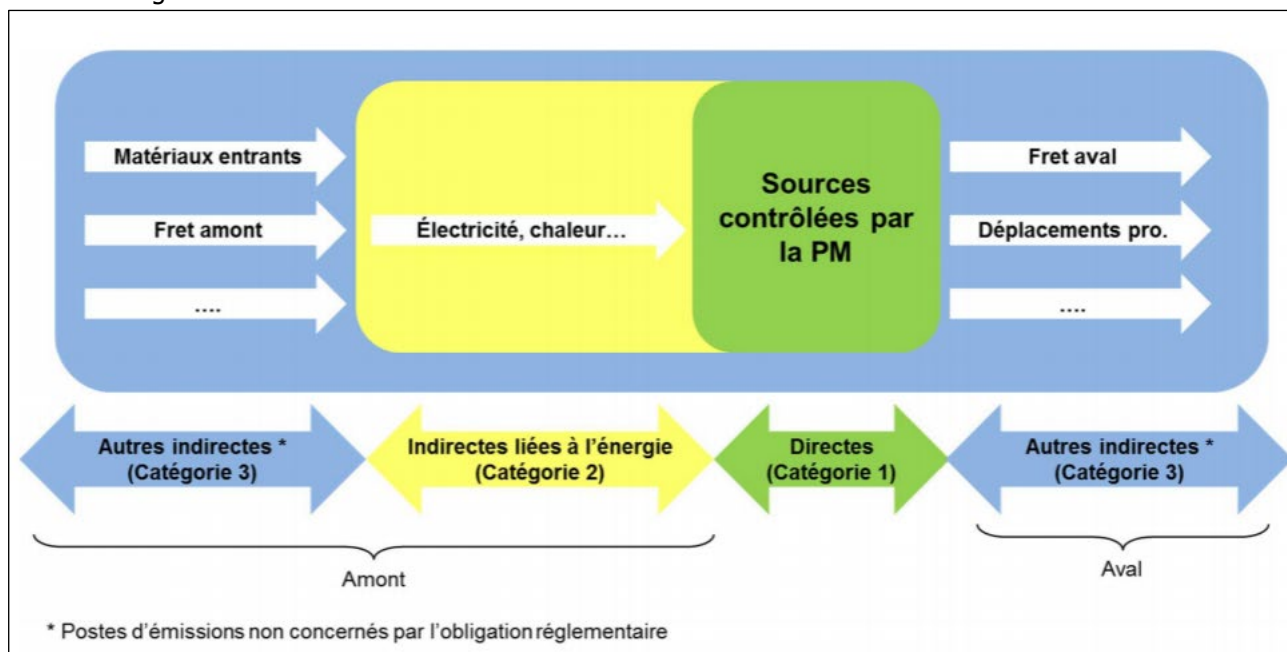 Matériaux entrants
Fret amont
....
Électricité, chaleur...
Sources
contrôlées par
la PM
Fret aval
Déplacements pro.
....
Autres indirectes *
(Catégorie 3)
Indirectes liées à l'énergie
(Catégorie 2)
Directes
(Catégorie 1)
Autres indirectes *
(Catégorie 3)
Amont
Aval
* Postes d'émissions non concernés par l'obligation réglementaire